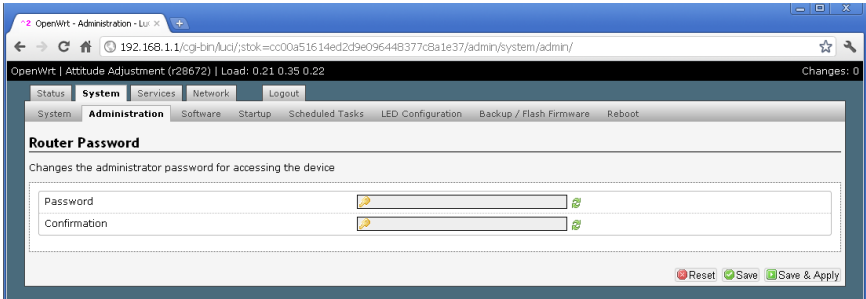 ^2 OpenWrt - Administration - Lu
192.168.1.1/cgi-bin/luci/;stok=cc00a51614ed2d9e096448377c8a1e37/admin/system/admin/
OpenWrt | Attitude Adjustment (r28672) | Load: 0.21 0.35 0.22 Changes: 0
Status System Services Network Logout
System Administration Software Startup Scheduled Tasks LED Configuration Backup / Flash Firmware Reboot
Router Password
Changes the administrator password for accessing the device
Password
Confirmation
Reset Save Save & Apply